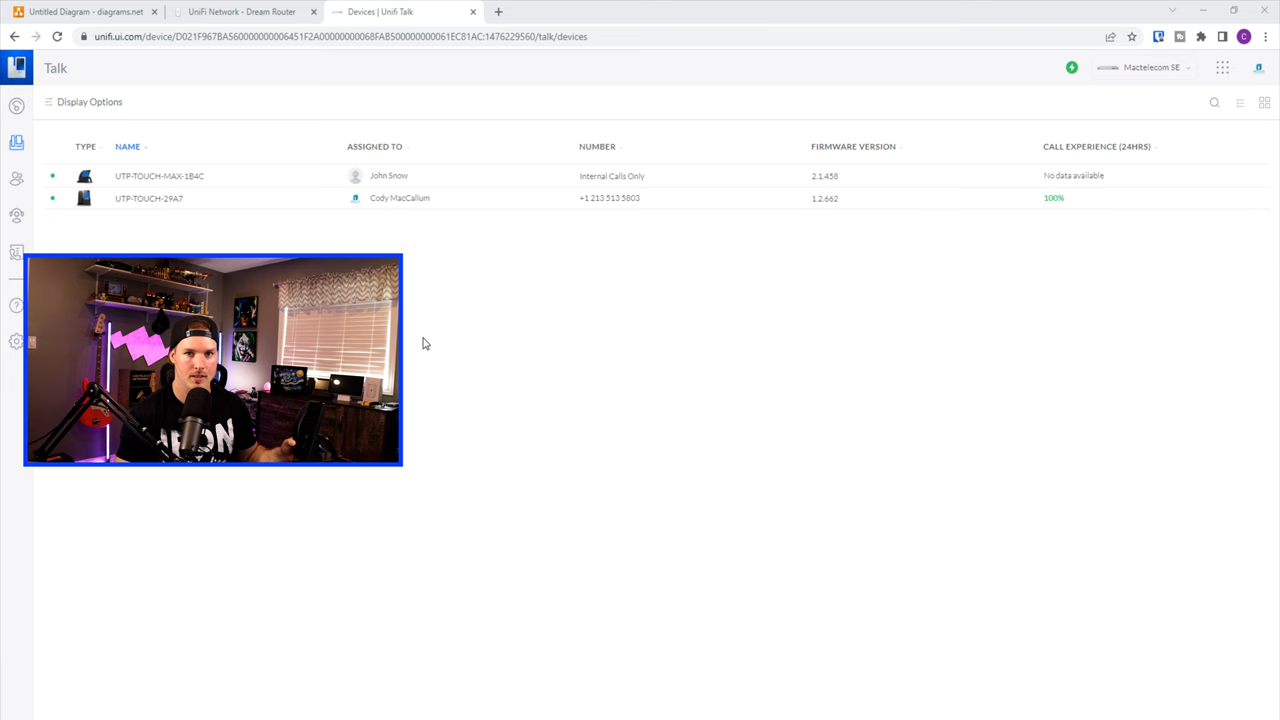 Untitled Diagram - diagrams.net
UniFi Network - Dream Router
Devices | Unifi Talk
unifi.ui.com/device/D021F967BA56000000006451F2A00000000068FAB500000000061EC81AC:1476229560/talk/devices
C
Talk
Mactelecom SE
Display Options
TYPE NAME ASSIGNED TO NUMBER FIRMWARE VERSION CALL EXPERIENCE (24HRS)
UTP-TOUCH-MAX-1B4C John Snow Internal Calls Only 2.1.458 No data available
UTP-TOUCH-29A7 Cody MacCallum +1 213 513 5803 1.2.662 100%